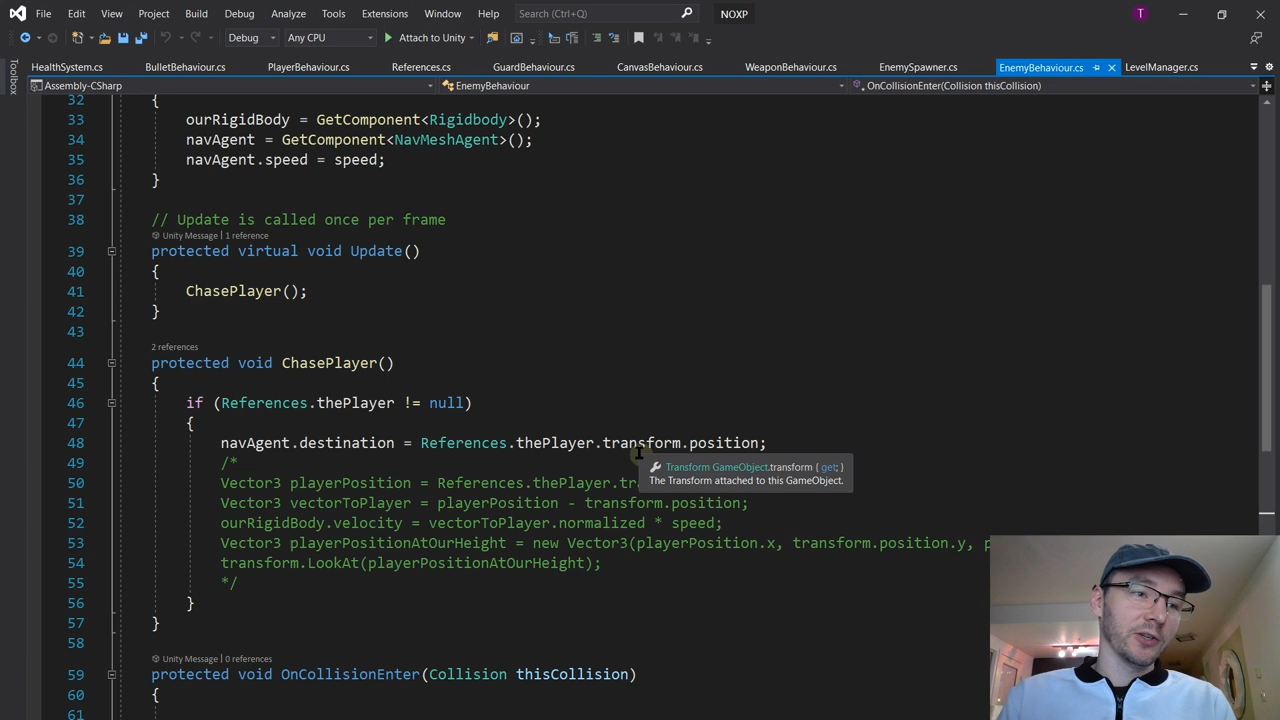 File Edit View Project Build Debug Analyze Tools Extensions Window Help Search (Ctrl+Q) NOXP T
Debug Any CPU Attach to Unity
HealthSystem.cs BulletBehaviour.cs PlayerBehaviour.cs References.cs GuardBehaviour.cs CanvasBehaviour.cs WeaponBehaviour.cs EnemySpawner.cs EnemyBehaviour.cs LevelManager.cs
Toolbox
Assembly-CSharp EnemyBehaviour OnCollisionEnter(Collision thisCollision)
32 {
33 ourRigidBody = GetComponent<Rigidbody>();
34 navAgent = GetComponent<NavMeshAgent>();
35 navAgent.speed = speed;
36 }
37
38 // Update is called once per frame
Unity Message | 1 reference
39 protected virtual void Update()
40 {
41 ChasePlayer();
42 }
43
2 references
44 protected void ChasePlayer()
45 {
46 if (References.thePlayer != null)
47 {
48 navAgent.destination = References.thePlayer.transform.position;
49 /*
Transform GameObject.transform { get; }
The Transform attached to this GameObject.
50 Vector3 playerPosition = References.thePlayer.
51 Vector3 vectorToPlayer = playerPosition - transform.position;
52 ourRigidBody.velocity = vectorToPlayer.normalized * speed;
53 Vector3 playerPositionAtOurHeight = new Vector3(playerPosition.x, transform.position.y, p
54 transform.LookAt(playerPositionAtOurHeight);
55 */
56 }
57 }
58
Unity Message | 0 references
59 protected void OnCollisionEnter(Collision thisCollision)
60 {
61